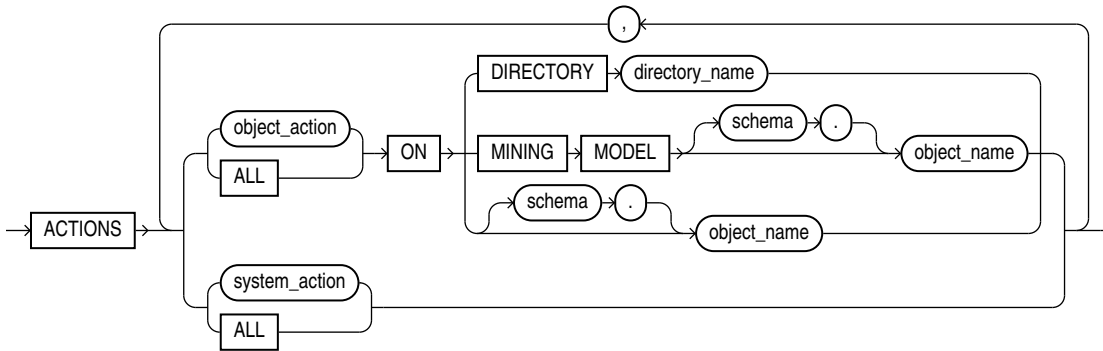 ,
DIRECTORY directory_name
object_action
ALL
ON
MINING MODEL schema . object_name
schema . object_name
ACTIONS
system_action
ALL